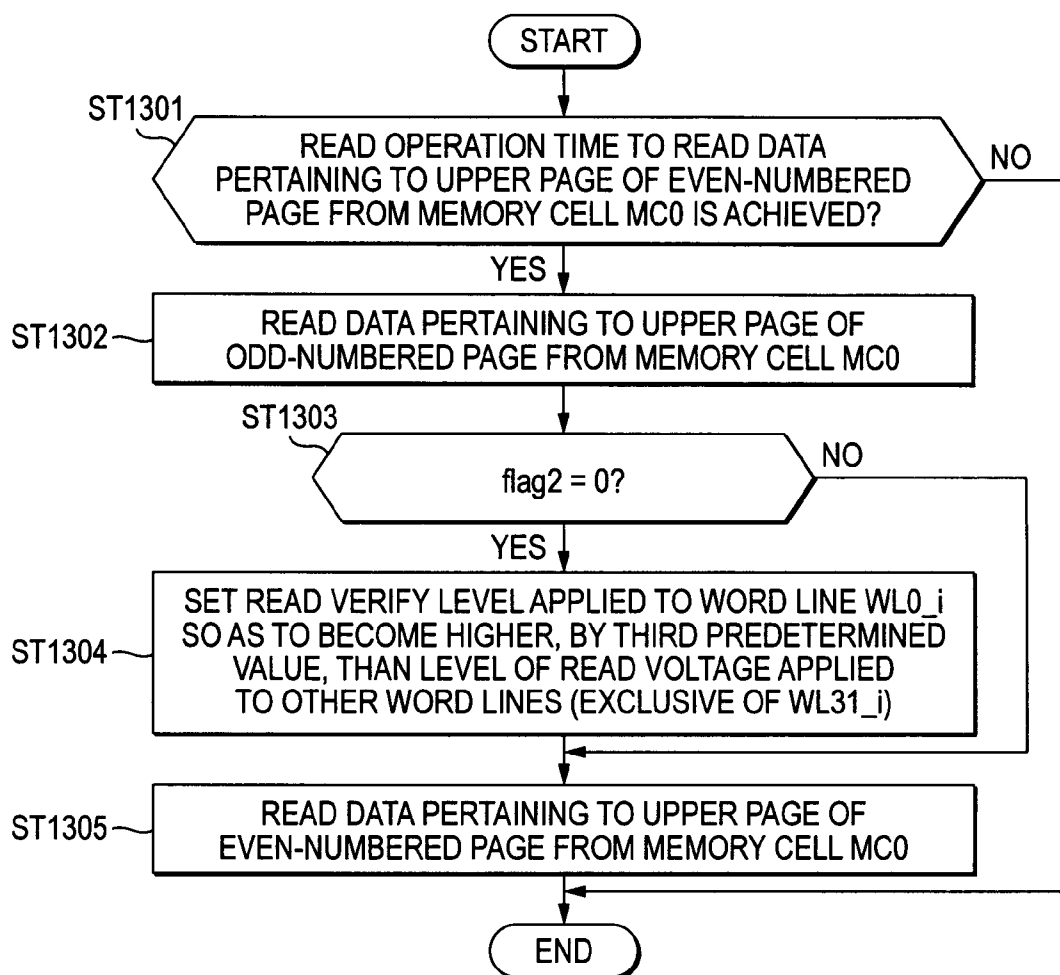 START
ST1301
READ OPERATION TIME TO READ DATA
PERTAINING TO UPPER PAGE OF EVEN-NUMBERED
PAGE FROM MEMORY CELL MC0 IS ACHIEVED?
NO
YES
ST1302
READ DATA PERTAINING TO UPPER PAGE OF
ODD-NUMBERED PAGE FROM MEMORY CELL MC0
ST1303
flag2 = 0?
NO
YES
ST1304
SET READ VERIFY LEVEL APPLIED TO WORD LINE WL0_i
SO AS TO BECOME HIGHER, BY THIRD PREDETERMINED
VALUE, THAN LEVEL OF READ VOLTAGE APPLIED
TO OTHER WORD LINES (EXCLUSIVE OF WL31_i)
ST1305
READ DATA PERTAINING TO UPPER PAGE OF
EVEN-NUMBERED PAGE FROM MEMORY CELL MC0
END